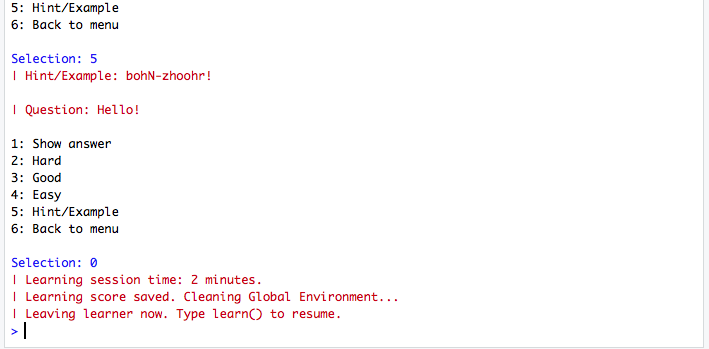 5: Hint/Example
6: Back to menu
Selection: 5
| Hint/Example: bohN-zhoohr!
| Question: Hello!
1: Show answer
2: Hard
3: Good
4: Easy
5: Hint/Example
6: Back to menu
Selection: 0
| Learning session time: 2 minutes.
| Learning score saved. Cleaning Global Environment...
| Leaving learner now. Type learn() to resume.
>